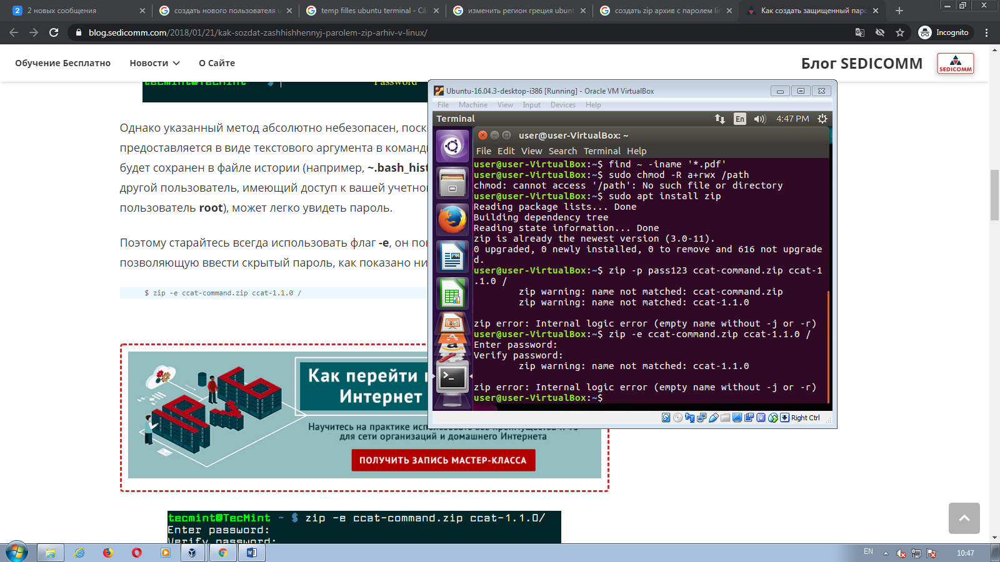 2 2 новых сообщения
создать нового пользователя u
temp filles ubuntu terminal - Că
изменить регион греция ubun
создать zip архив с паролем lin
Как создать защищенный паро
blog.sedicomm.com/2018/01/21/kak-sozdat-zashhishhennyj-parolem-zip-arhiv-v-linux/
Incognito
Обучение Бесплатно
Новости
О Сайте
Блог SEDICOMM
SEDICOMM
tecmint@TecMint ~ $
Password
Однако указанный метод абсолютно небезопасен, поск
предоставляется в виде текстового аргумента в команд
будет сохранен в файле истории (например, ~.bash_hist
другой пользователь, имеющий доступ к вашей учетно
пользователь root), может легко увидеть пароль.
Поэтому старайтесь всегда использовать флаг -e, он по
позволяющую ввести скрытый пароль, как показано ни
$ zip -e ccat-command.zip ccat-1.1.0 /
Как перейти
Интернет
Научитесь на практике использовать все преимущества
для сети организаций и домашнего Интернета
ПОЛУЧИТЬ ЗАПИСЬ МАСТЕР-КЛАССА
tecmint@TecMint ~ $ zip -e ccat-command.zip ccat-1.1.0/
Enter password:
Verify password:
Ubuntu-16.04.3-desktop-i386 [Running] - Oracle VM VirtualBox
File Machine View Input Devices Help
Terminal
En
4:47 PM
user@user-VirtualBox: ~
File Edit View Search Terminal Help
user@user-VirtualBox:~$ find ~ -iname '*.pdf'
user@user-VirtualBox:~$ sudo chmod -R a+rwx /path
chmod: cannot access '/path': No such file or directory
user@user-VirtualBox:~$ sudo apt install zip
Reading package lists... Done
Building dependency tree
Reading state information... Done
zip is already the newest version (3.0-11).
0 upgraded, 0 newly installed, 0 to remove and 616 not upgrade
d.
user@user-VirtualBox:~$ zip -p pass123 ccat-command.zip ccat-1
.1.0 /
zip warning: name not matched: ccat-command.zip
zip warning: name not matched: ccat-1.1.0
zip error: Internal logic error (empty name without -j or -r)
user@user-VirtualBox:~$ zip -e ccat-command.zip ccat-1.1.0 /
Enter password:
Verify password:
zip warning: name not matched: ccat-1.1.0
zip error: Internal logic error (empty name without -j or -r)
user@user-VirtualBox:~$
Right Ctrl
EN
10:47